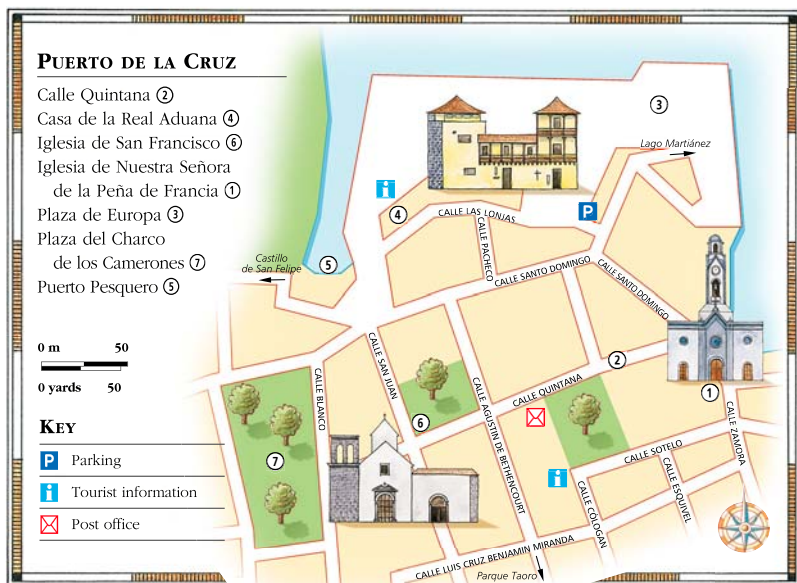 PUERTO DE LA CRUZ
Calle Quintana ②
Casa de la Real Aduana ④
Iglesia de San Francisco ⑥
Iglesia de Nuestra Señora
de la Peña de Francia ①
Plaza de Europa ③
Plaza del Charco
de los Camerones ⑦
Puerto Pesquero ⑤
0 m 50
0 yards 50
KEY
P Parking
i Tourist information
Post office
③
Lago Martiánez
i
P
④
CALLE LAS LONJAS
CALLE PACHECO
Castillo
de San Felipe
⑤
CALLE SANTO DOMINGO
CALLE SANTO DOMINGO
CALLE SAN JUAN
②
CALLE BLANCO
CALLE QUINTANA
①
⑥
CALLE AGUSTIN DE BETHENCOURT
CALLE ZAMORA
CALLE SOTELO
⑦
i
CALLE CÓLOGAN
CALLE ESQUIVEL
CALLE LUIS CRUZ BENJAMIN MIRANDA
Parque Taoro